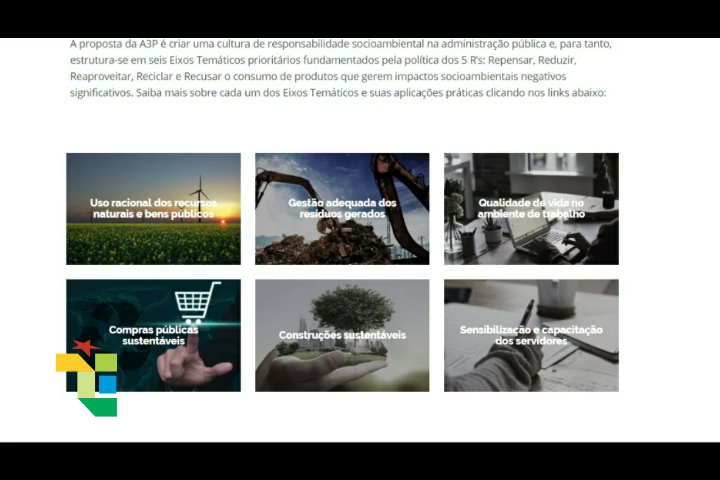 A proposta da A3P é criar uma cultura de responsabilidade socioambiental na administração pública e, para tanto,
estrutura-se em seis Eixos Temáticos prioritários fundamentados pela política dos 5 R's: Repensar, Reduzir,
Reaproveitar, Reciclar e Recusar o consumo de produtos que gerem impactos socioambientais negativos
significativos. Saiba mais sobre cada um dos Eixos Temáticos e suas aplicações práticas clicando nos links abaixo:
Uso racional dos recursos
naturais e bens públicos
Gestão adequada dos
resíduos gerados
Qualidade de vida no
ambiente de trabalho
Compras públicas
sustentáveis
Construções sustentáveis
Sensibilização e capacitação
dos servidores